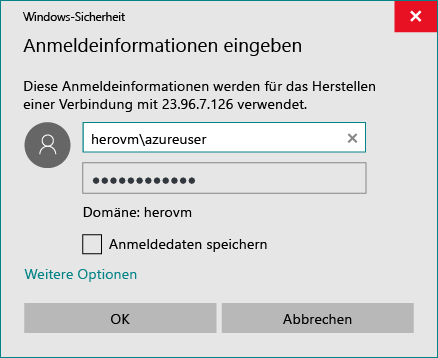 Windows-Sicherheit
Anmeldeinformationen eingeben
Diese Anmeldeinformationen werden für das Herstellen
einer Verbindung mit 23.96.7.126 verwendet.
herovm\azureuser
●●●●●●●●●●●●
Domäne: herovm
Anmeldedaten speichern
Weitere Optionen
OK
Abbrechen